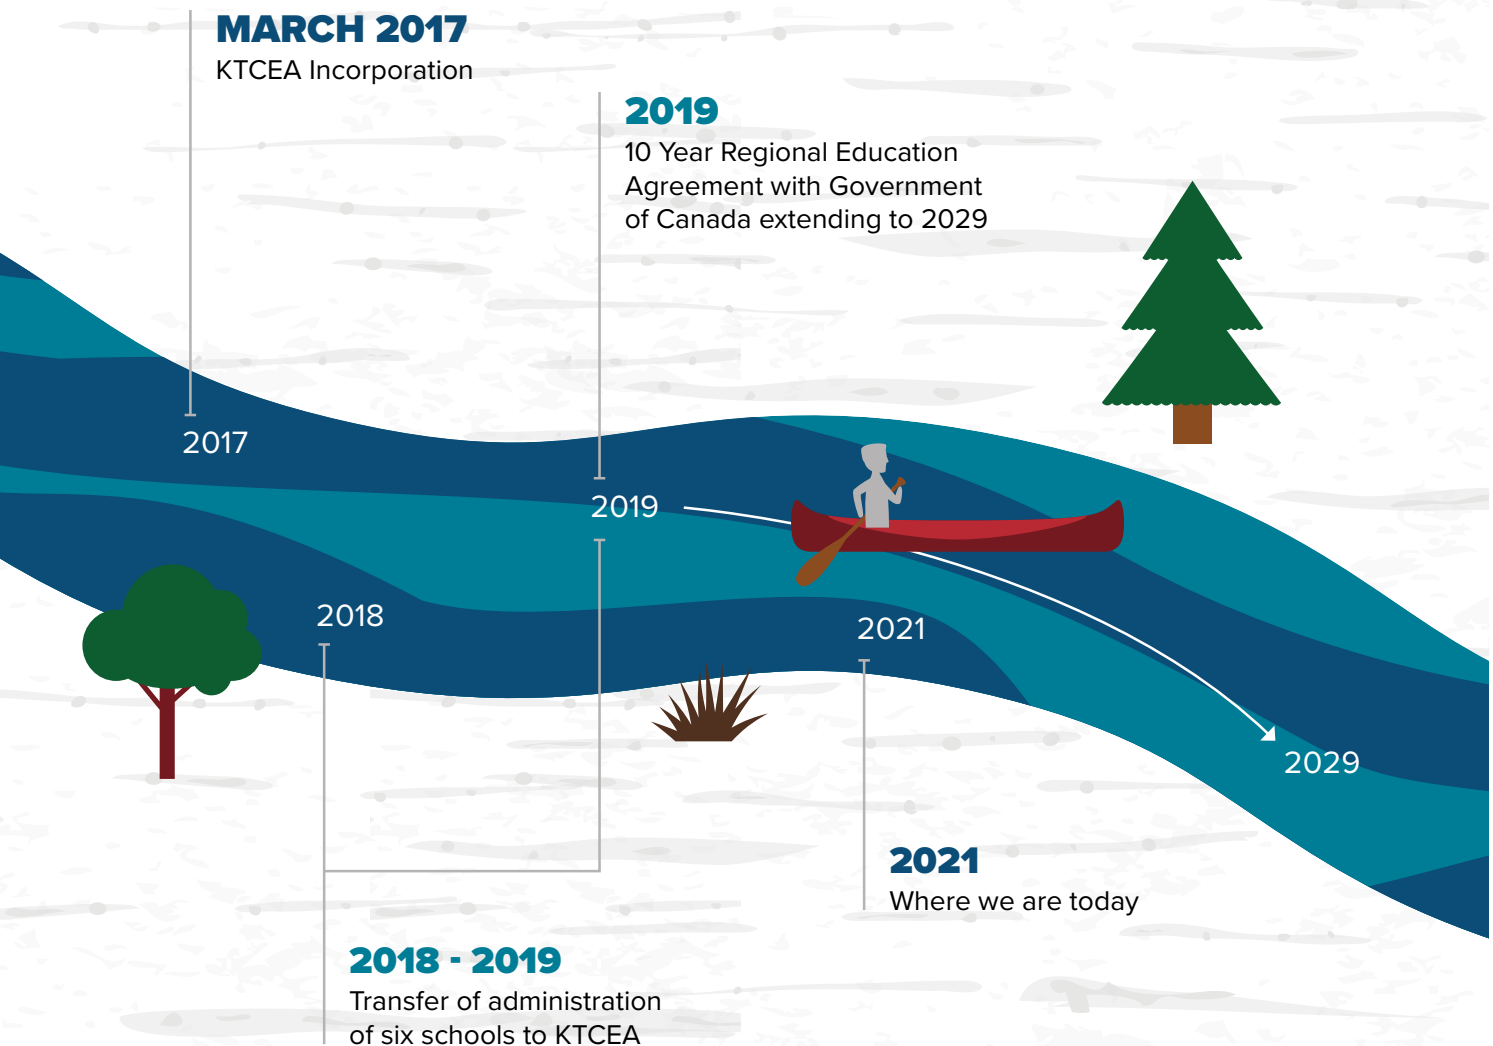 MARCH 2017
KTCEA Incorporation
2019
10 Year Regional Education
Agreement with Government
of Canada extending to 2029
2017
2019
2018
2021
2029
2021
Where we are today
2018 - 2019
Transfer of administration
of six schools to KTCEA